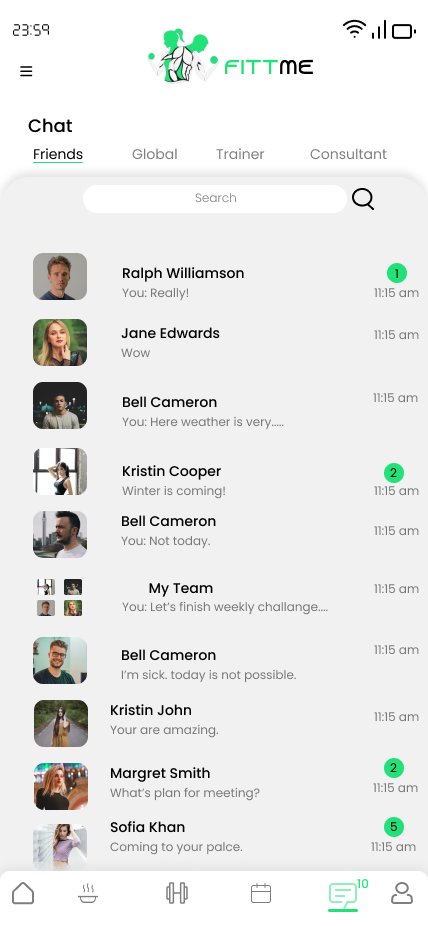 23:59
FITTME
Chat
Friends Global Trainer Consultant
Search
Ralph Williamson 1
You: Really! 11:15 am
Jane Edwards 11:15 am
Wow
Bell Cameron 11:15 am
You: Here weather is very.....
Kristin Cooper 2
Winter is coming! 11:15 am
Bell Cameron 11:15 am
You: Not today.
My Team 11:15 am
You: Let's finish weekly challange....
Bell Cameron 11:15 am
I'm sick. today is not possible.
Kristin John 11:15 am
Your are amazing.
Margret Smith 2
What's plan for meeting? 11:15 am
Sofia Khan 5
Coming to your palce. 11:15 am
10